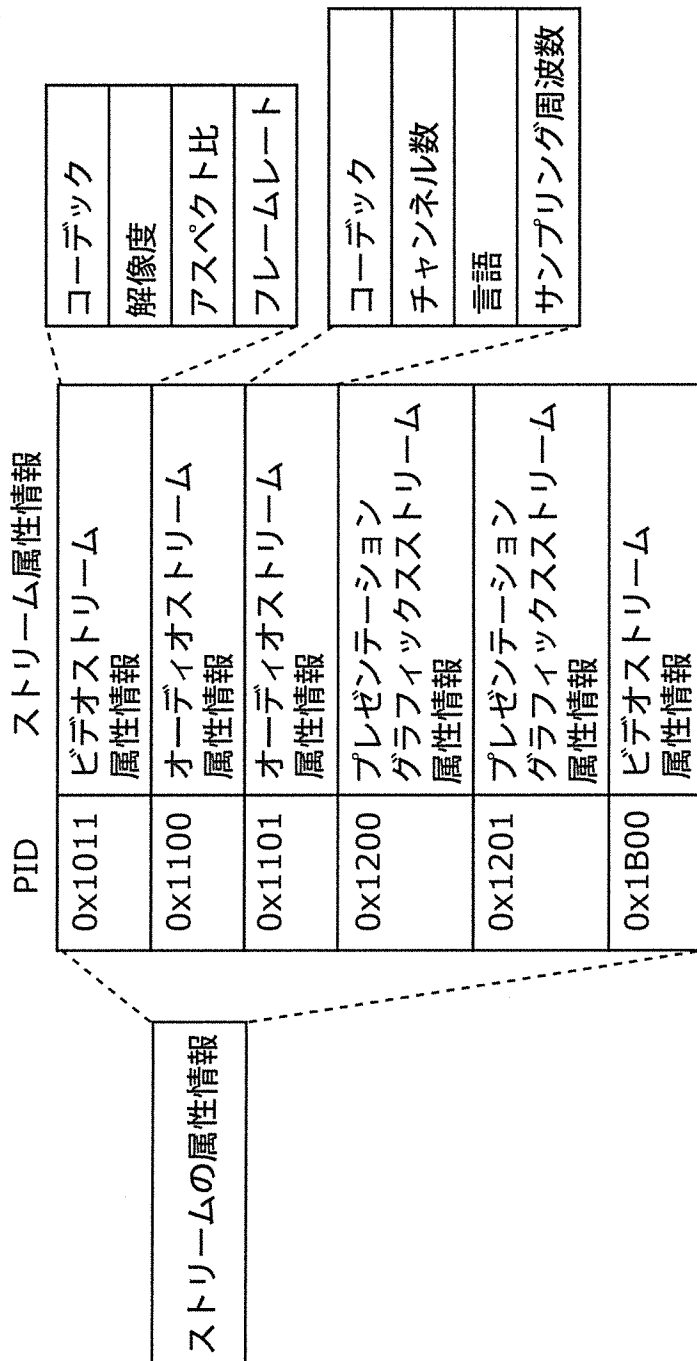 ストリームの属性情報
PID
ストリーム属性情報
0x1011
ビデオストリーム
属性情報
0x1100
オーディオストリーム
属性情報
0x1101
オーディオストリーム
属性情報
0x1200
プレゼンテーション
グラフィックスストリーム
属性情報
0x1201
プレゼンテーション
グラフィックスストリーム
属性情報
0x1B00
ビデオストリーム
属性情報
コーデック
解像度
アスペクト比
フレームレート
コーデック
チャンネル数
言語
サンプリング周波数